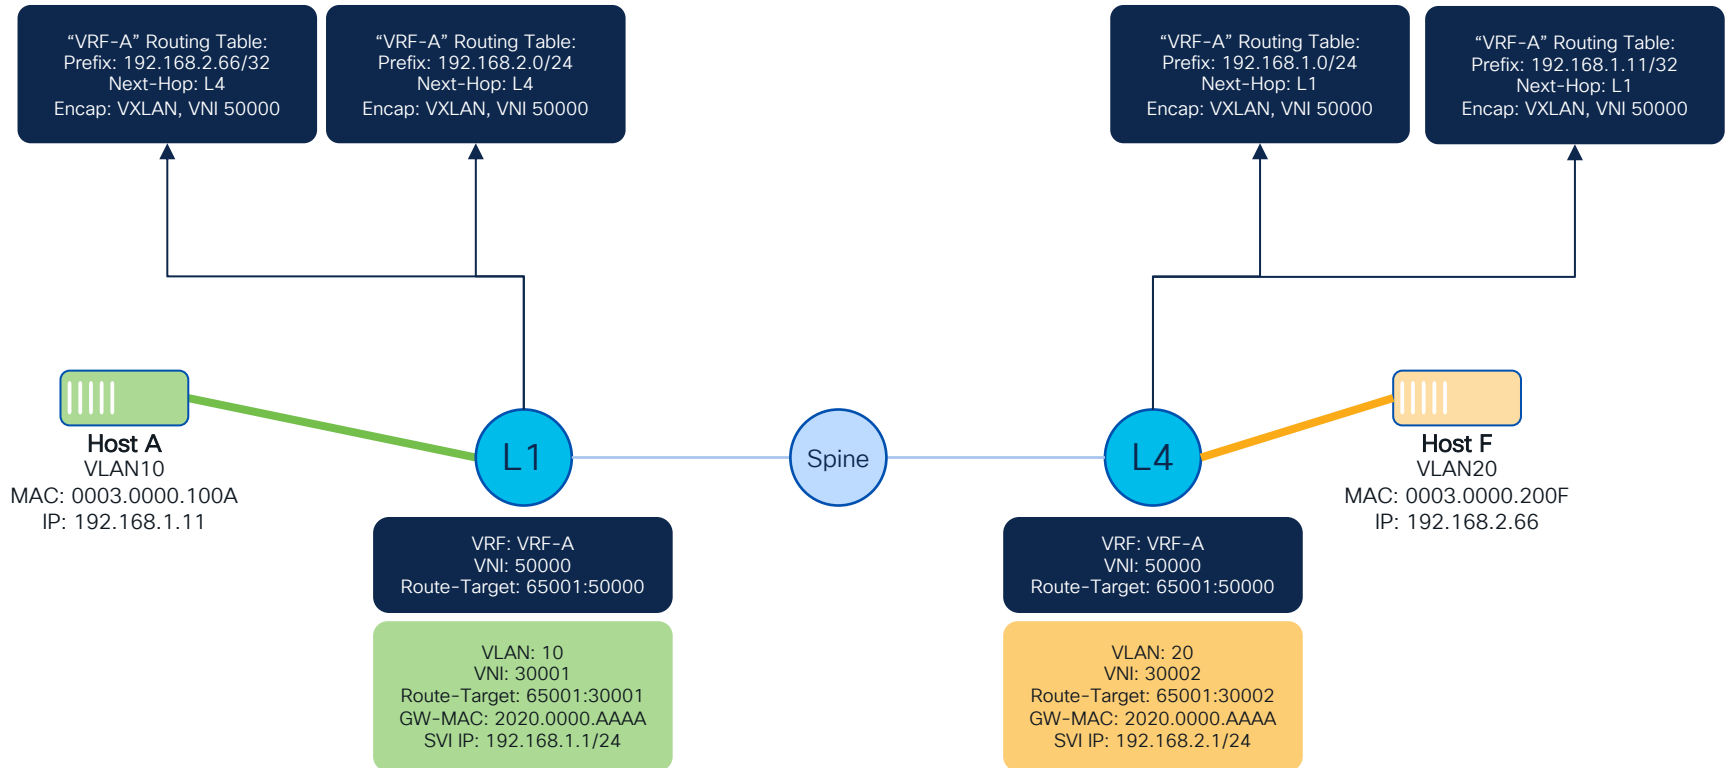 “VRF-A” Routing Table:
Prefix: 192.168.2.66/32
Next-Hop: L4
Encap: VXLAN, VNI 50000
“VRF-A” Routing Table:
Prefix: 192.168.2.0/24
Next-Hop: L4
Encap: VXLAN, VNI 50000
“VRF-A” Routing Table:
Prefix: 192.168.1.0/24
Next-Hop: L1
Encap: VXLAN, VNI 50000
“VRF-A” Routing Table:
Prefix: 192.168.1.11/32
Next-Hop: L1
Encap: VXLAN, VNI 50000
Host A
VLAN10
MAC: 0003.0000.100A
IP: 192.168.1.11
L1
Spine
L4
Host F
VLAN20
MAC: 0003.0000.200F
IP: 192.168.2.66
VRF: VRF-A
VNI: 50000
Route-Target: 65001:50000
VLAN: 10
VNI: 30001
Route-Target: 65001:30001
GW-MAC: 2020.0000.AAAA
SVI IP: 192.168.1.1/24
VRF: VRF-A
VNI: 50000
Route-Target: 65001:50000
VLAN: 20
VNI: 30002
Route-Target: 65001:30002
GW-MAC: 2020.0000.AAAA
SVI IP: 192.168.2.1/24